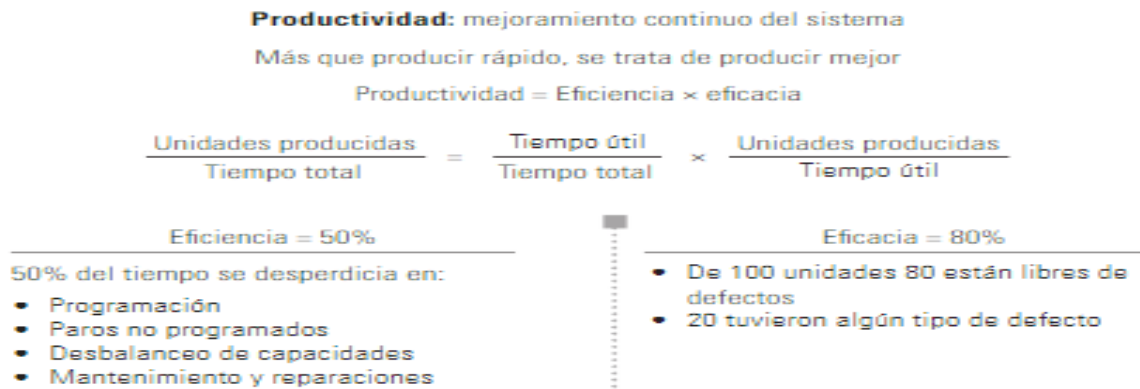 Productividad: mejoramiento continuo del sistema
Más que producir rápido, se trata de producir mejor
Productividad = Eficiencia × eficacia
Unidades producidas / Tiempo total = Tiempo útil / Tiempo total × Unidades producidas / Tiempo útil
Eficiencia = 50%
50% del tiempo se desperdicia en:
• Programación
• Paros no programados
• Desbalanceo de capacidades
• Mantenimiento y reparaciones
Eficacia = 80%
• De 100 unidades 80 están libres de
defectos
• 20 tuvieron algún tipo de defecto